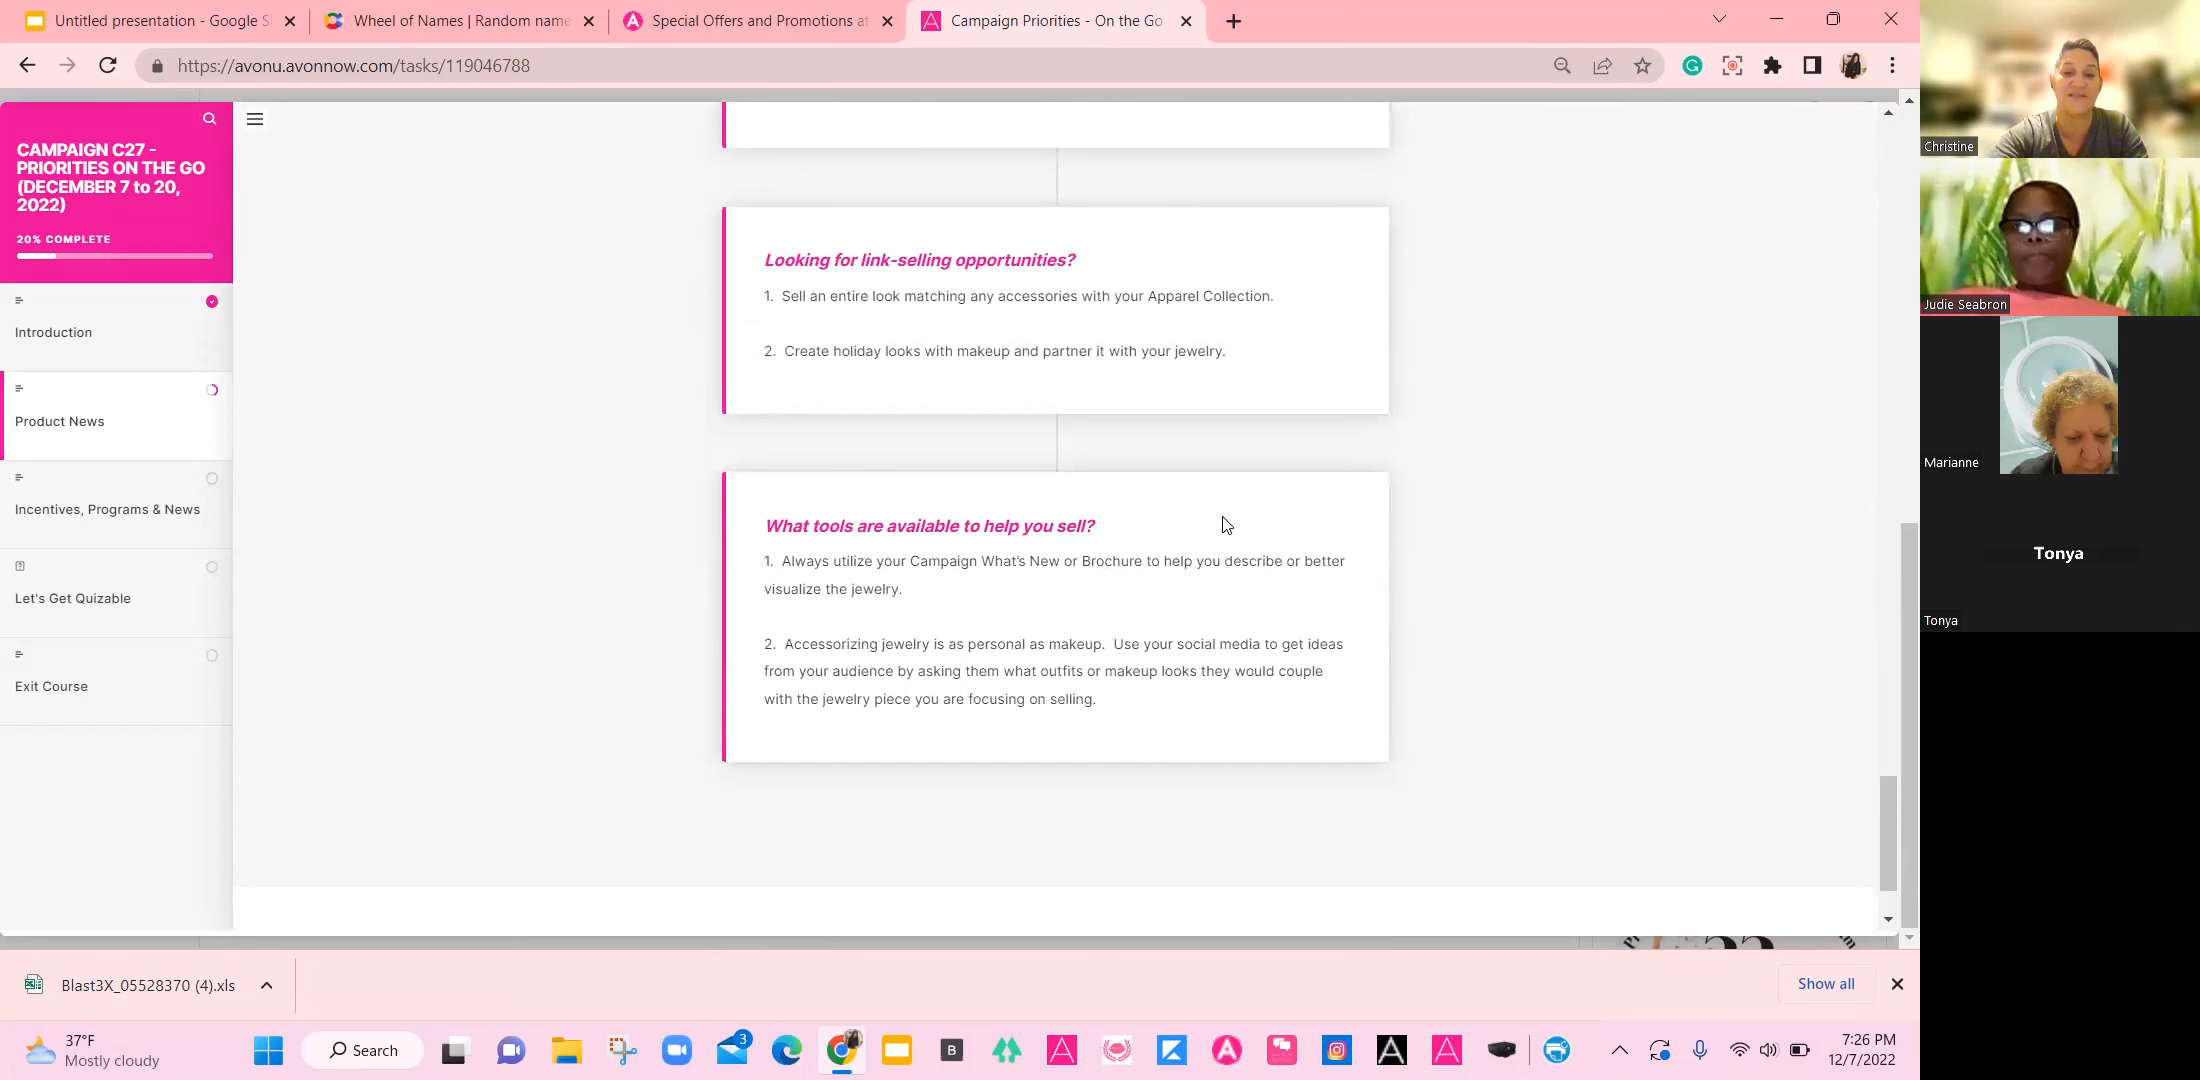 Untitled presentation - Google S
Wheel of Names | Random name
Special Offers and Promotions at
Campaign Priorities - On the Go
https://avonu.avonnow.com/tasks/119046788
CAMPAIGN C27 -
PRIORITIES ON THE GO
(DECEMBER 7 to 20,
2022)
20% COMPLETE
Introduction
Product News
Incentives, Programs & News
Let's Get Quizable
Exit Course
Looking for link-selling opportunities?
1. Sell an entire look matching any accessories with your Apparel Collection.
2. Create holiday looks with makeup and partner it with your jewelry.
What tools are available to help you sell?
1. Always utilize your Campaign What's New or Brochure to help you describe or better
visualize the jewelry.
2. Accessorizing jewelry is as personal as makeup. Use your social media to get ideas
from your audience by asking them what outfits or makeup looks they would couple
with the jewelry piece you are focusing on selling.
Christine
Judie Seabron
Marianne
Tonya
Tonya
Blast3X_05528370 (4).xls
Show all
37°F
Mostly cloudy
Search
3
B
7:26 PM
12/7/2022